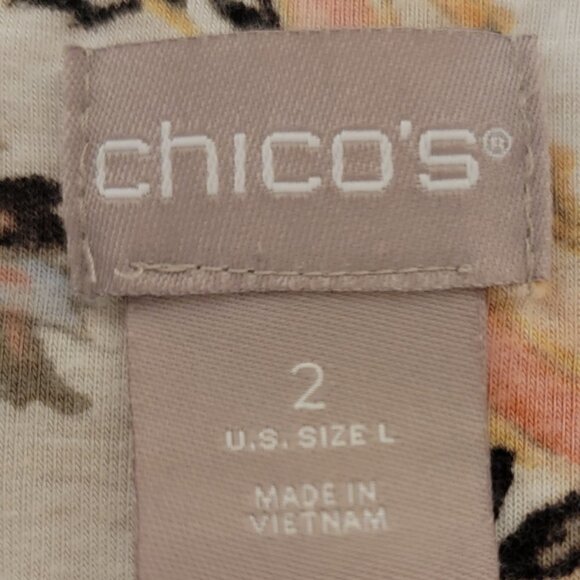 chico's®
2
U.S. SIZE L
MADE IN
VIETNAM